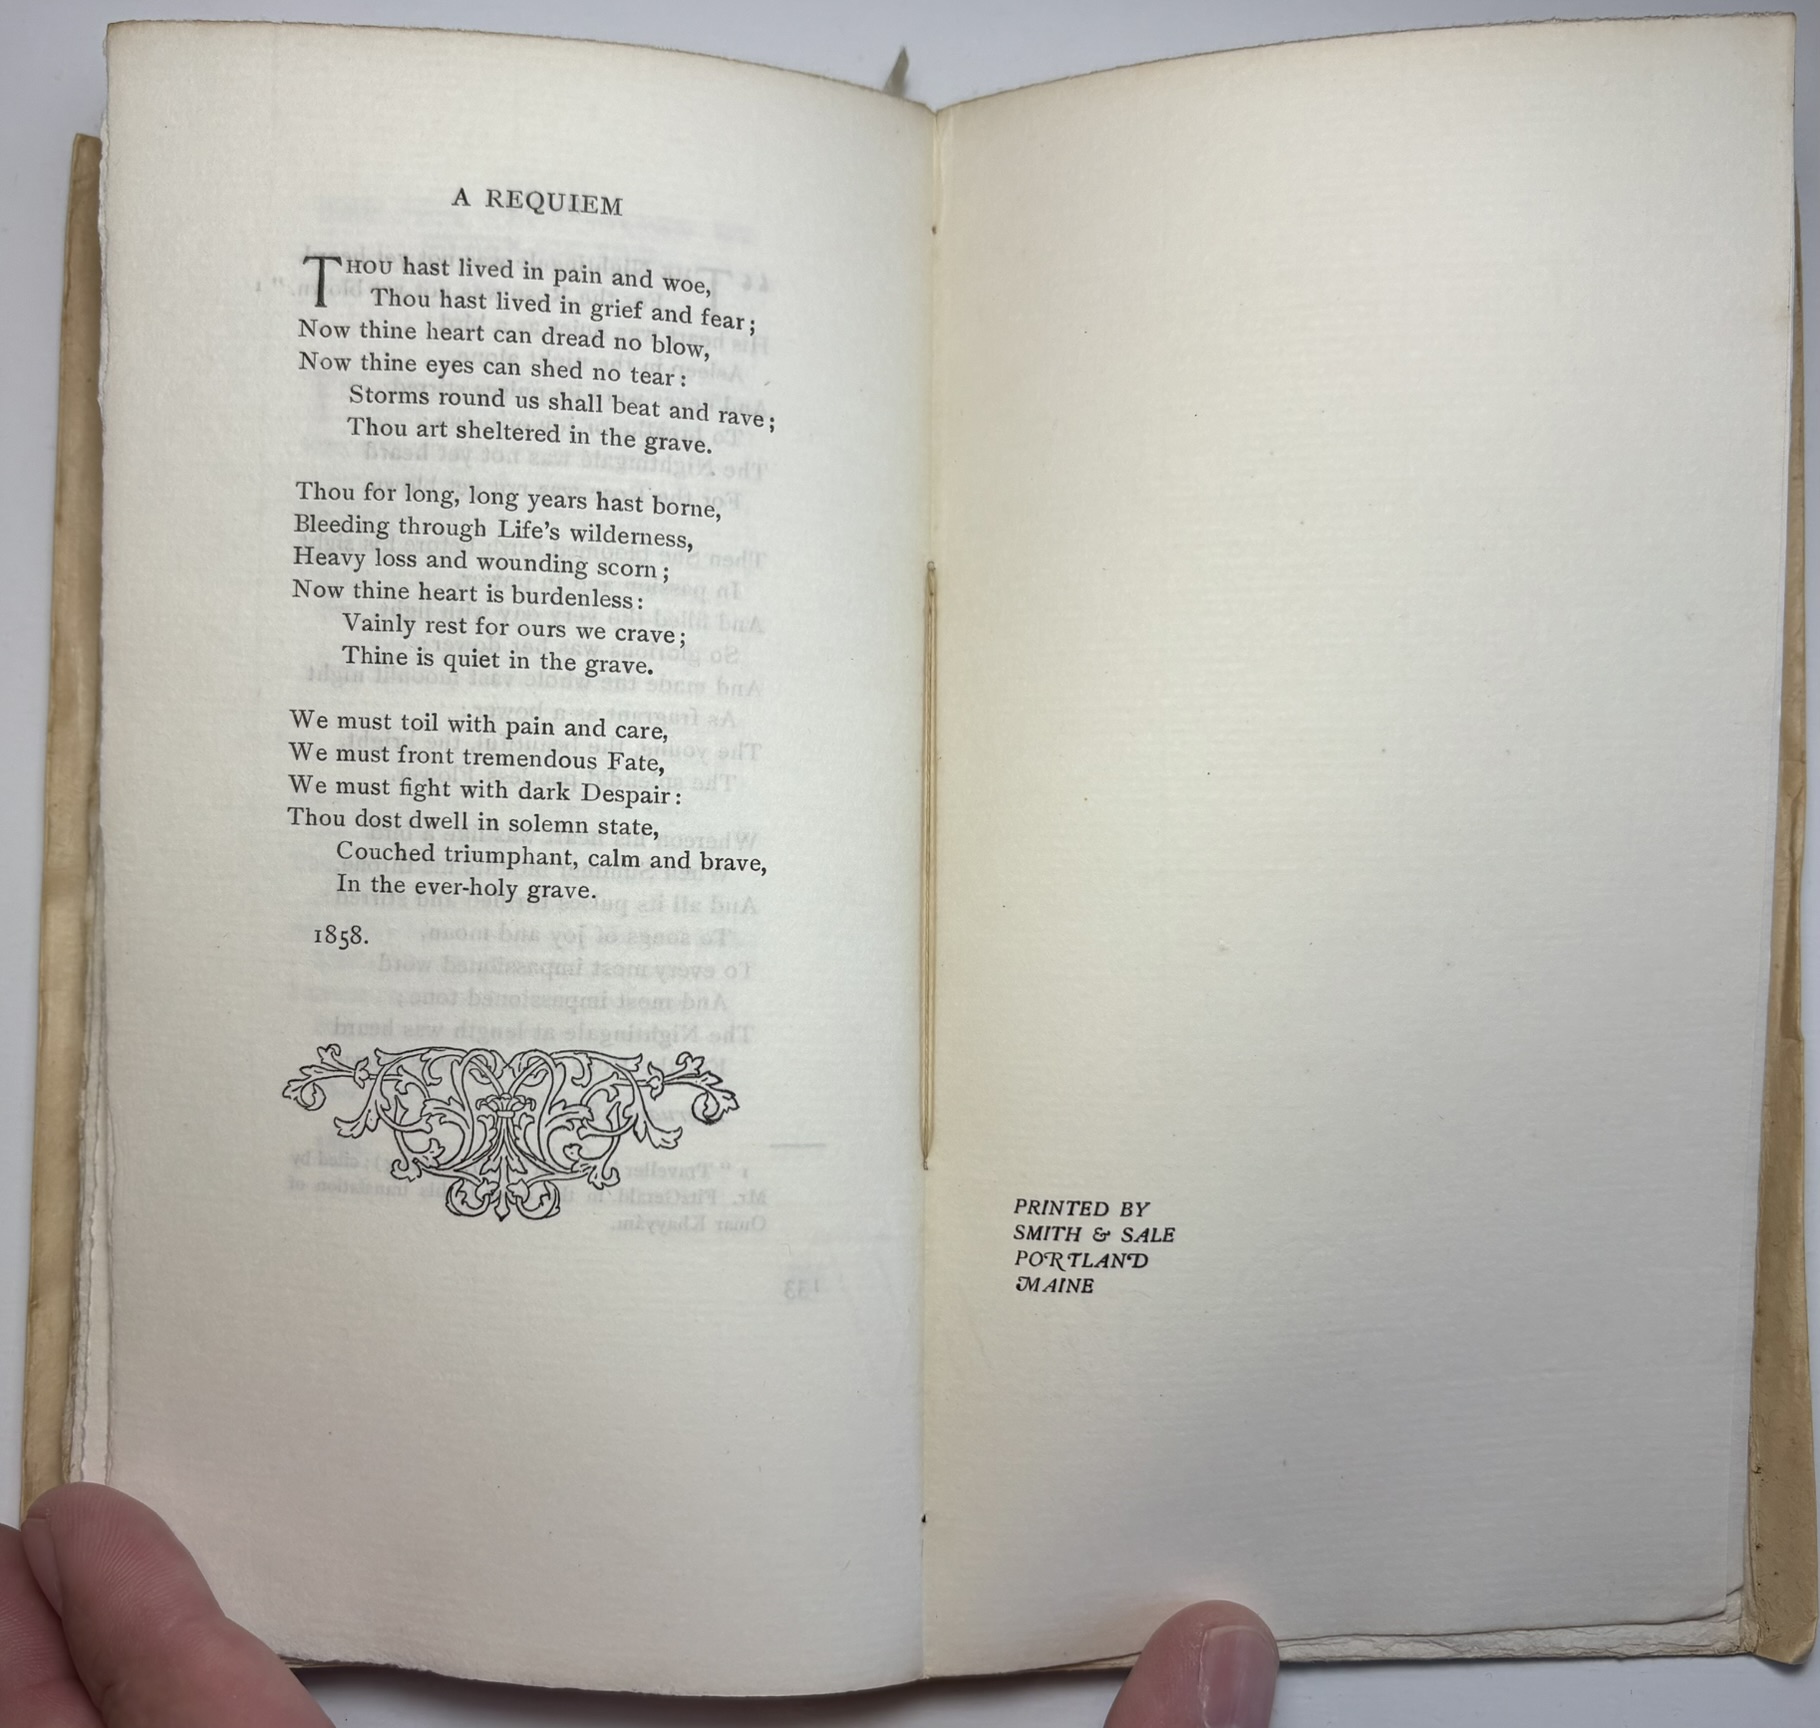 A REQUIEM
THOU hast lived in pain and woe,
Thou hast lived in grief and fear;
Now thine heart can dread no blow,
Now thine eyes can shed no tear:
Storms round us shall beat and rave;
Thou art sheltered in the grave.
Thou for long, long years hast borne,
Bleeding through Life's wilderness,
Heavy loss and wounding scorn;
Now thine heart is burdenless:
Vainly rest for ours we crave;
Thine is quiet in the grave.
We must toil with pain and care,
We must front tremendous Fate,
We must fight with dark Despair:
Thou dost dwell in solemn state,
Couched triumphant, calm and brave,
In the ever-holy grave.
1858.
PRINTED BY
SMITH & SALE
PORTLAND
MAINE